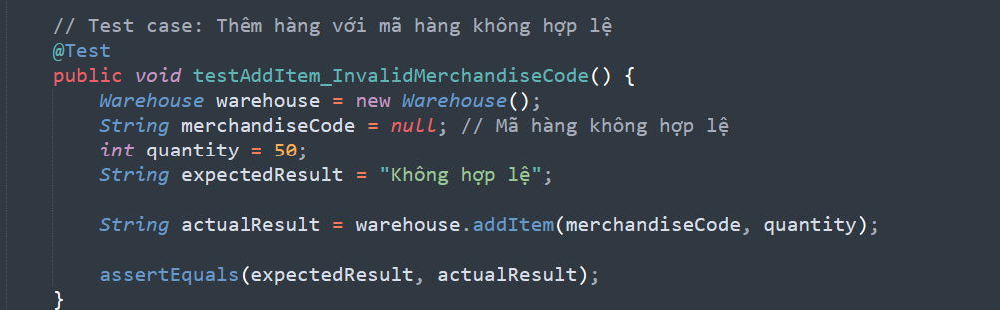 // Test case: Thêm hàng với mã hàng không hợp lệ
@Test
public void testAddItem_InvalidMerchandiseCode() {
    Warehouse warehouse = new Warehouse();
    String merchandiseCode = null; // Mã hàng không hợp lệ
    int quantity = 50;
    String expectedResult = "Không hợp lệ";

    String actualResult = warehouse.addItem(merchandiseCode, quantity);

    assertEquals(expectedResult, actualResult);
}